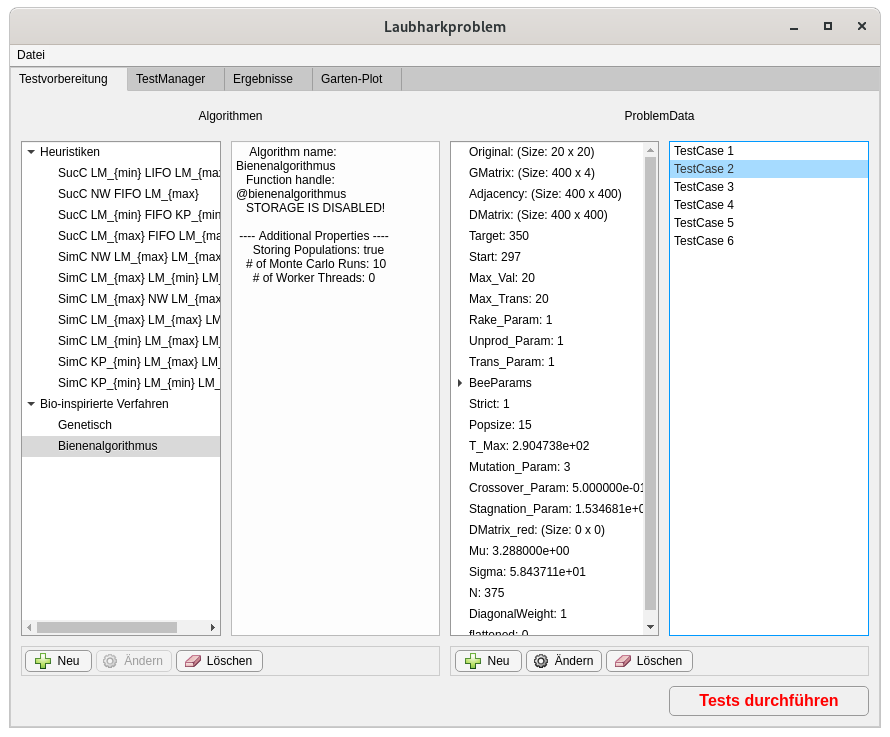 Laubharkproblem
Datei
Testvorbereitung
TestManager
Ergebnisse
Garten-Plot
Algorithmen
ProblemData
Heuristiken
SucC LM_{min} LIFO LM_{ma
SucC NW FIFO LM_{max}
SucC LM_{min} FIFO KP_{min
SucC LM_{max} FIFO LM_{ma
SimC NW LM_{max} LM_{max
SimC LM_{max} LM_{min} LM_
SimC LM_{max} NW LM_{max
SimC LM_{max} LM_{max} LM
SimC LM_{min} LM_{max} LM_
SimC KP_{min} LM_{max} LM_
SimC KP_{min} LM_{min} LM_
Bio-inspirierte Verfahren
Genetisch
Bienenalgorithmus
Algorithm name:
Bienenalgorithmus
Function handle:
@bienenalgorithmus
STORAGE IS DISABLED!
---- Additional Properties ----
Storing Populations: true
# of Monte Carlo Runs: 10
# of Worker Threads: 0
Original: (Size: 20 x 20)
GMatrix: (Size: 400 x 4)
Adjacency: (Size: 400 x 400)
DMatrix: (Size: 400 x 400)
Target: 350
Start: 297
Max_Val: 20
Max_Trans: 20
Rake_Param: 1
Unprod_Param: 1
Trans_Param: 1
BeeParams
Strict: 1
Popsize: 15
T_Max: 2.904738e+02
Mutation_Param: 3
Crossover_Param: 5.000000e-01
Stagnation_Param: 1.534681e+0
DMatrix_red: (Size: 0 x 0)
Mu: 3.288000e+00
Sigma: 5.843711e+01
N: 375
DiagonalWeight: 1
flattened: 0
TestCase 1
TestCase 2
TestCase 3
TestCase 4
TestCase 5
TestCase 6
Neu
Ändern
Löschen
Neu
Ändern
Löschen
Tests durchführen